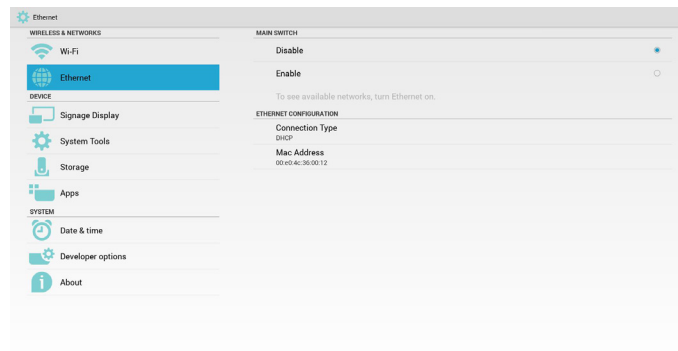 Ethernet
WIRELESS & NETWORKS
Wi-Fi
Ethernet
DEVICE
Signage Display
System Tools
Storage
Apps
SYSTEM
Date & time
Developer options
About
MAIN SWITCH
Disable
Enable
To see available networks, turn Ethernet on.
ETHERNET CONFIGURATION
Connection Type
DHCP
Mac Address
00:e0:4c:36:00:12